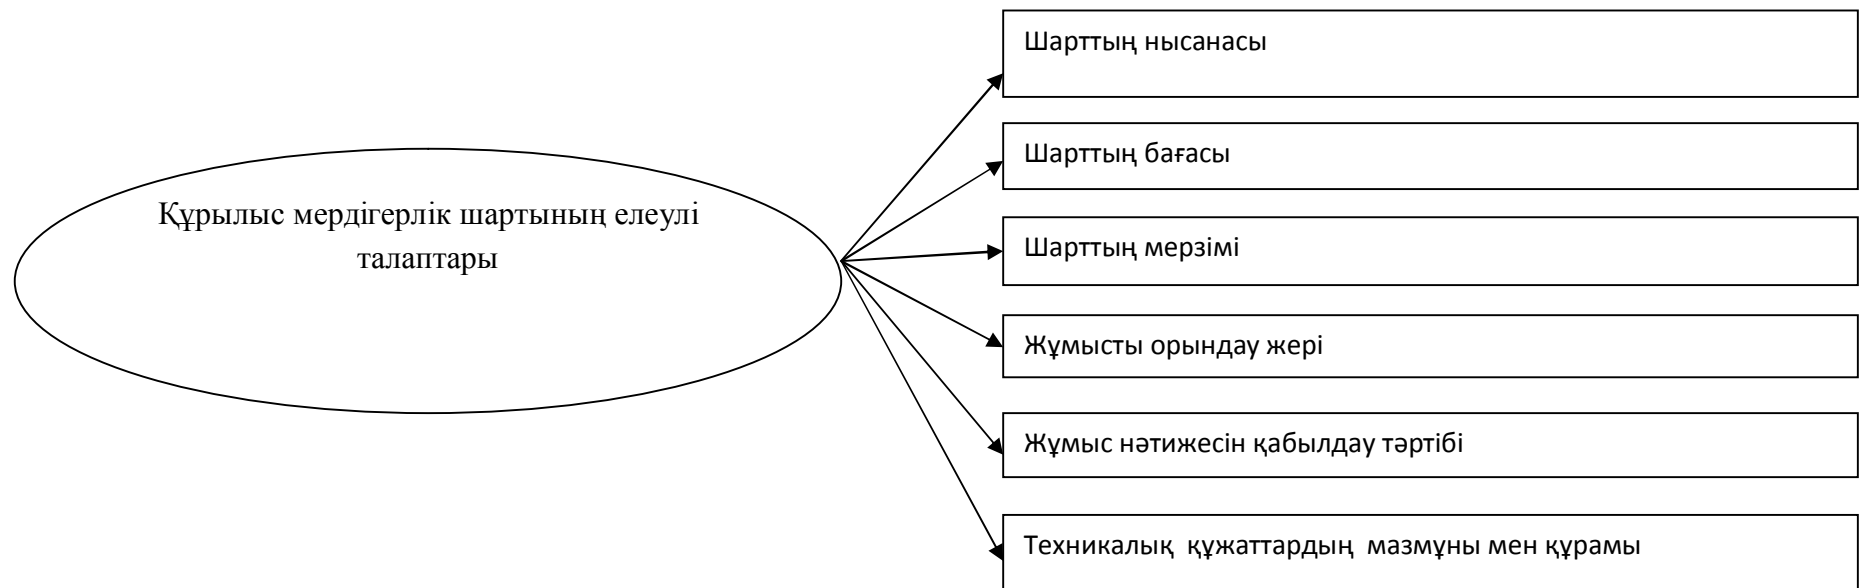 Құрылыс мердігерлік шартының елеулі
талаптары
Шарттың нысанасы
Шарттың бағасы
Шарттың мерзімі
Жұмысты орындау жері
Жұмыс нәтижесін қабылдау тәртібі
Техникалық құжаттардың мазмұны мен құрамы